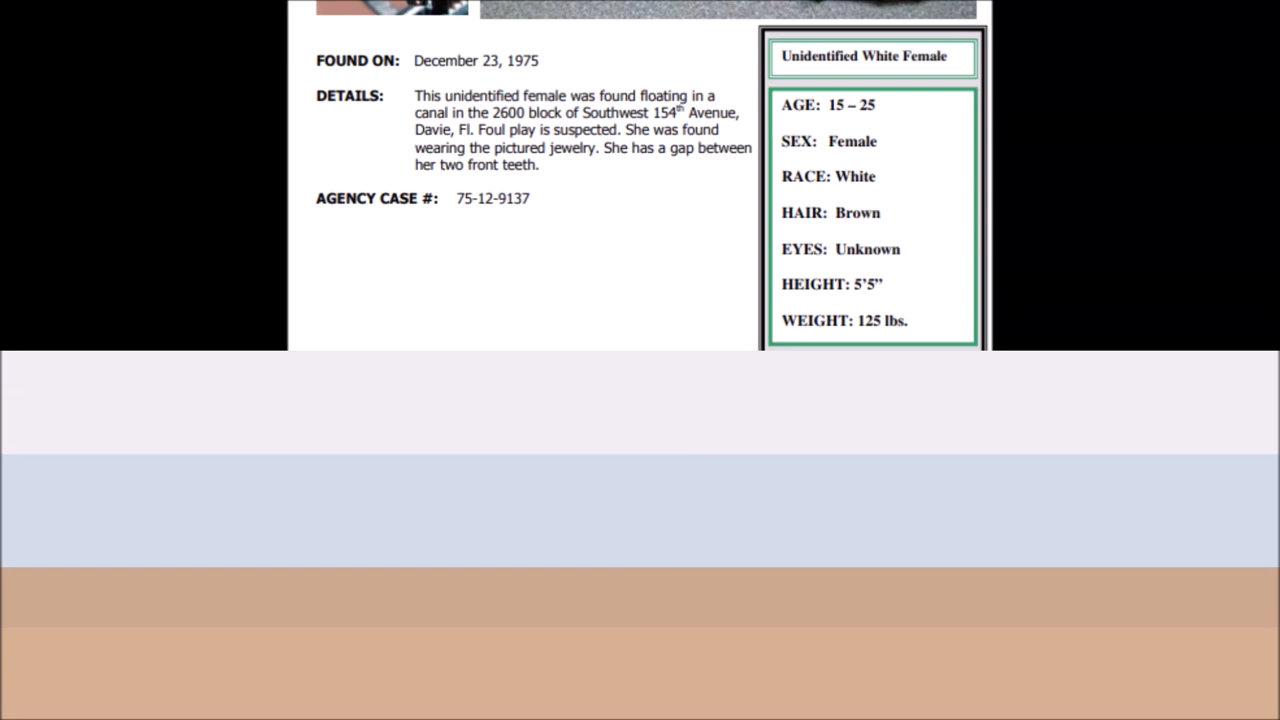 FOUND ON: December 23, 1975
DETAILS: This unidentified female was found floating in a
canal in the 2600 block of Southwest 154th Avenue,
Davie, Fl. Foul play is suspected. She was found
wearing the pictured jewelry. She has a gap between
her two front teeth.
AGENCY CASE #: 75-12-9137
Unidentified White Female
AGE: 15 – 25
SEX: Female
RACE: White
HAIR: Brown
EYES: Unknown
HEIGHT: 5’5”
WEIGHT: 125 lbs.